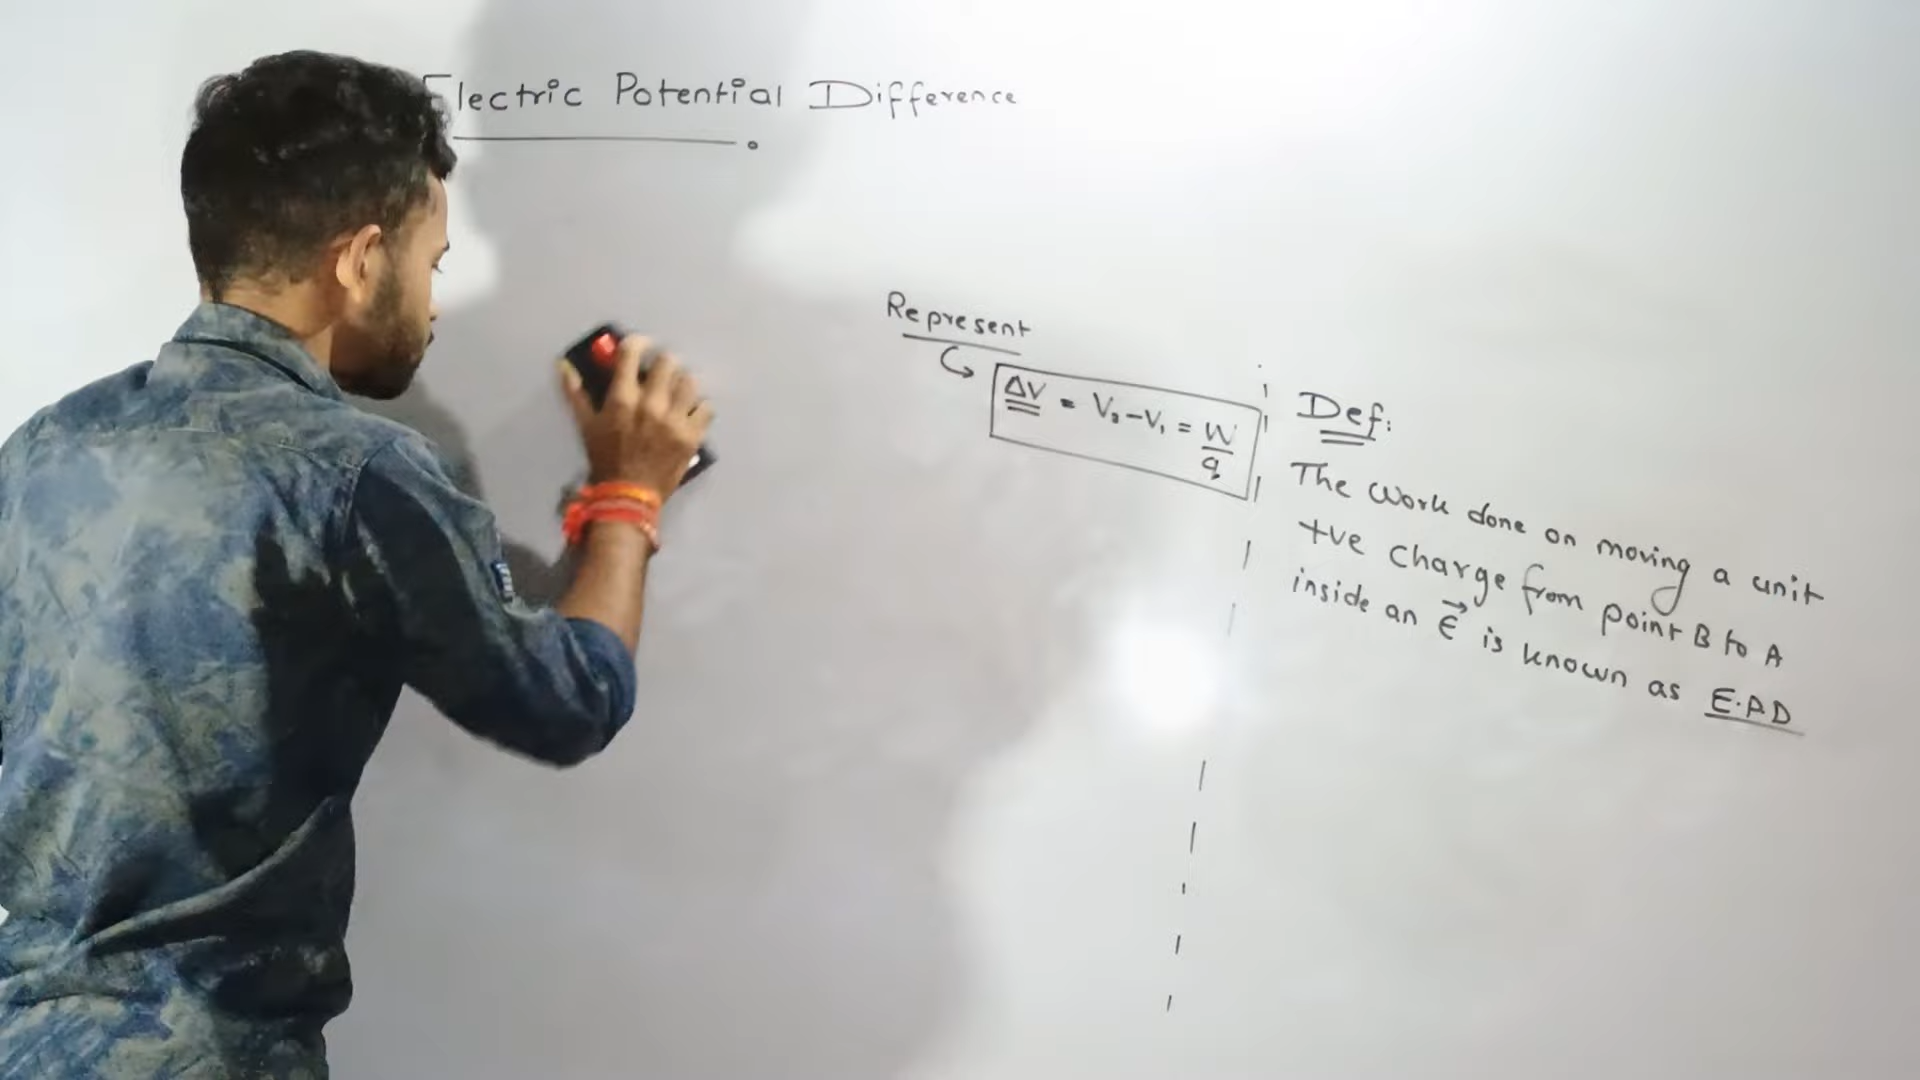 Electric Potential Difference
Represent
ΔV = V₂ - V₁ = W/q
Def:
The work done on moving a unit
+ve charge from point B to A
inside an E⃗ is known as E.P.D